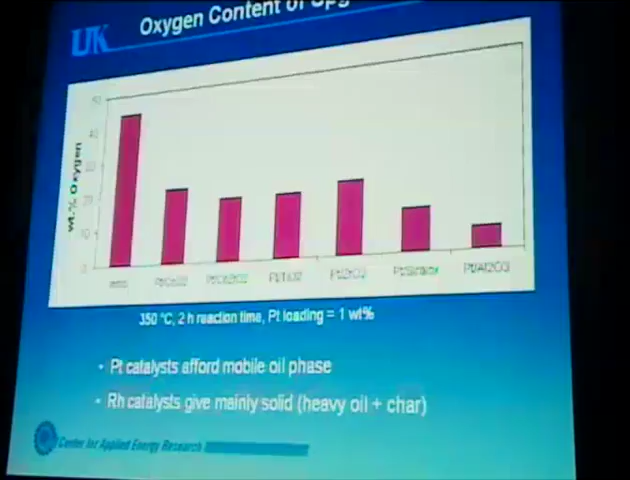 UK
Oxygen Content of
50
40
30
20
10
0
wt.% Oxygen
Pt/TiO2
Pt/ZrO2
Pt/Al2O3
350 °C, 2 h reaction time, Pt loading = 1 wt%
• Pt catalysts afford mobile oil phase
• Rh catalysts give mainly solid (heavy oil + char)
Center for Applied Energy Research